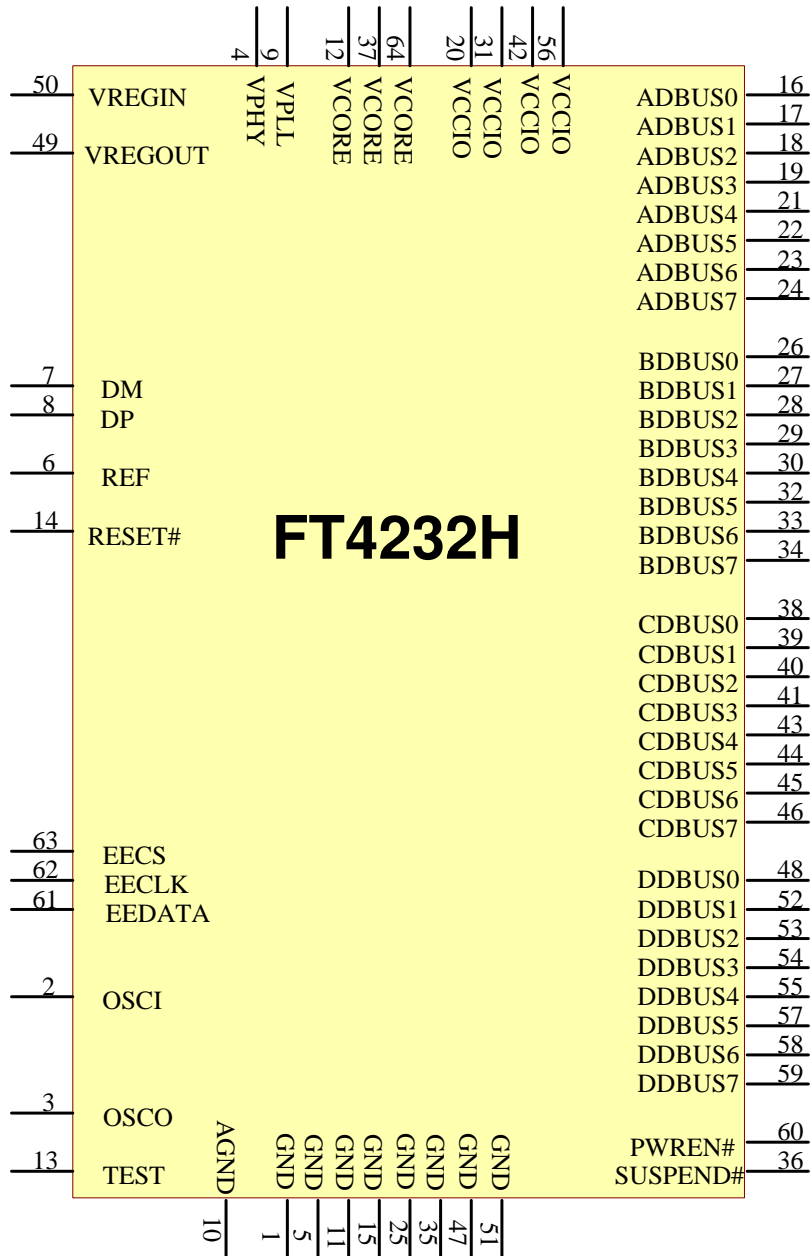 4
9
12
37
64
20
31
42
56
VPHY
VPLL
VCORE
VCORE
VCORE
VCCIO
VCCIO
VCCIO
VCCIO
50 VREGIN
49 VREGOUT
7 DM
8 DP
6 REF
14 RESET#
FT4232H
63 EECS
62 EECLK
61 EEDATA
2 OSCI
3 OSCO
13 TEST
ADBUS0 16
ADBUS1 17
ADBUS2 18
ADBUS3 19
ADBUS4 21
ADBUS5 22
ADBUS6 23
ADBUS7 24
BDBUS0 26
BDBUS1 27
BDBUS2 28
BDBUS3 29
BDBUS4 30
BDBUS5 32
BDBUS6 33
BDBUS7 34
CDBUS0 38
CDBUS1 39
CDBUS2 40
CDBUS3 41
CDBUS4 43
CDBUS5 44
CDBUS6 45
CDBUS7 46
DDBUS0 48
DDBUS1 52
DDBUS2 53
DDBUS3 54
DDBUS4 55
DDBUS5 57
DDBUS6 58
DDBUS7 59
PWREN# 60
SUSPEND# 36
AGND
GND
GND
GND
GND
GND
GND
GND
GND
10
1
5
11
15
25
35
47
51